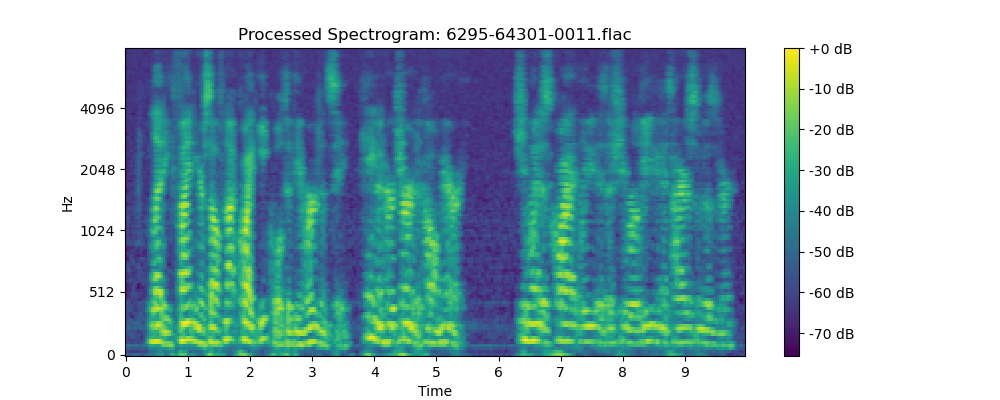 Processed Spectrogram: 6295-64301-0011.flac
+0 dB
-10 dB
-20 dB
-30 dB
-40 dB
-50 dB
-60 dB
-70 dB
4096
2048
1024
512
0
Hz
0 1 2 3 4 5 6 7 8 9
Time